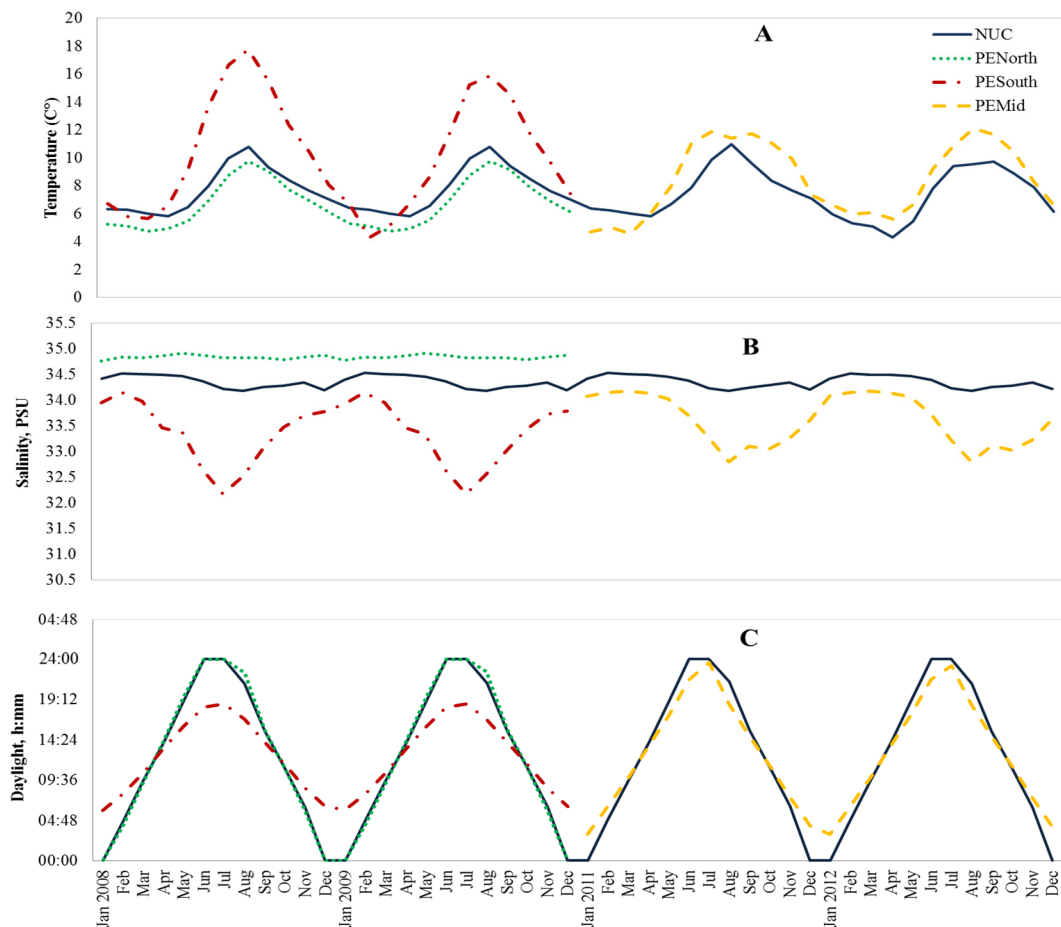 20
18
16
14
12
10
8
6
4
2
0
Temperature (C°)
A
NUC
PENorth
PESouth
PEMid
35.5
35.0
34.5
34.0
33.5
33.0
32.5
32.0
31.5
31.0
30.5
Salinity, PSU
B
04:48
24:00
19:12
14:24
09:36
04:48
00:00
Daylight, h:mm
C
Jan 2008
Feb
Mar
Apr
May
Jun
Jul
Aug
Sep
Oct
Nov
Dec
Jan 2009
Feb
Mar
Apr
May
Jun
Jul
Aug
Sep
Oct
Nov
Dec
Jan 2011
Feb
Mar
Apr
May
Jun
Jul
Aug
Sep
Oct
Nov
Dec
Jan 2012
Feb
Mar
Apr
May
Jun
Jul
Aug
Sep
Oct
Nov
Dec